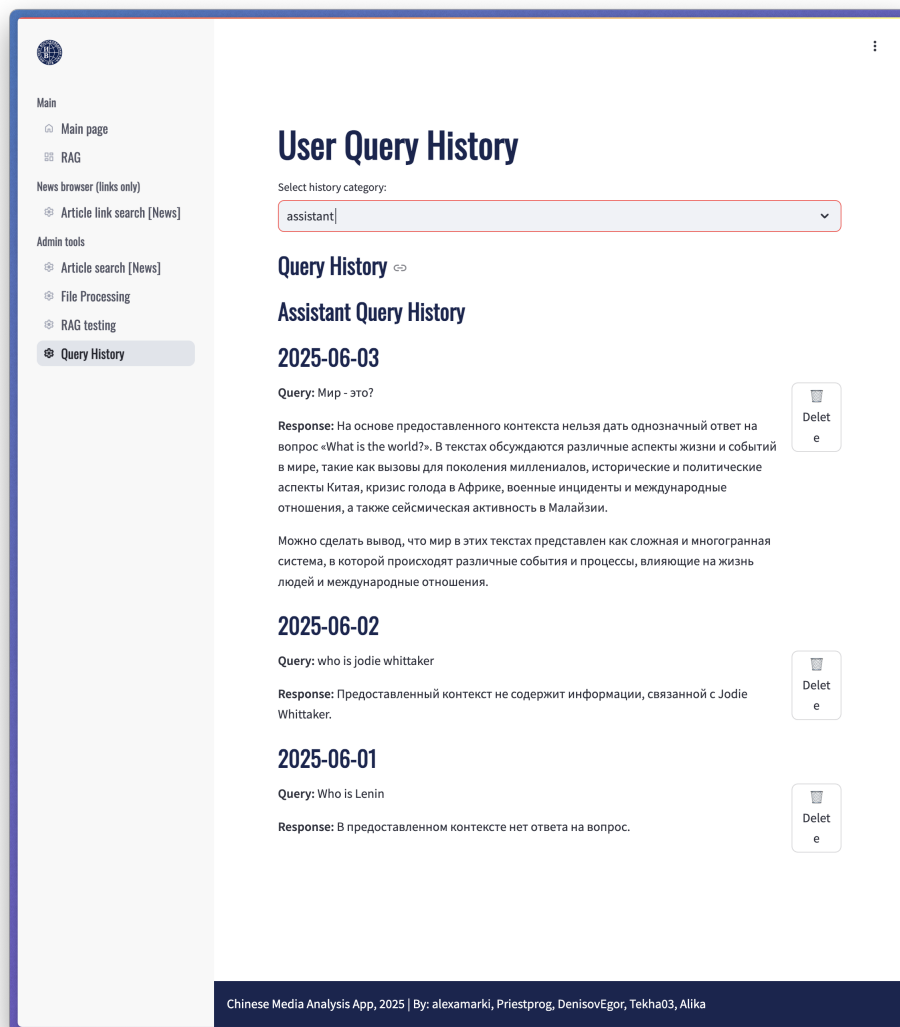 Main
Main page
RAG
News browser (links only)
Article link search [News]
Admin tools
Article search [News]
File Processing
RAG testing
Query History
User Query History
Select history category:
assistant
Query History
Assistant Query History
2025-06-03
Query: Мир - это?
Delet
e
Response: На основе предоставленного контекста нельзя дать однозначный ответ на
вопрос «What is the world?». В текстах обсуждаются различные аспекты жизни и событий
в мире, такие как вызовы для поколения миллениалов, исторические и политические
аспекты Китая, кризис голода в Африке, военные инциденты и международные
отношения, а также сейсмическая активность в Малайзии.
Можно сделать вывод, что мир в этих текстах представлен как сложная и многогранная
система, в которой происходят различные события и процессы, влияющие на жизнь
людей и международные отношения.
2025-06-02
Query: who is jodie whittaker
Delet
e
Response: Предоставленный контекст не содержит информации, связанной с Jodie
Whittaker.
2025-06-01
Query: Who is Lenin
Delet
e
Response: В предоставленном контексте нет ответа на вопрос.
Chinese Media Analysis App, 2025 | By: alexamarki, Priestprog, DenisovEgor, Tekha03, Alika